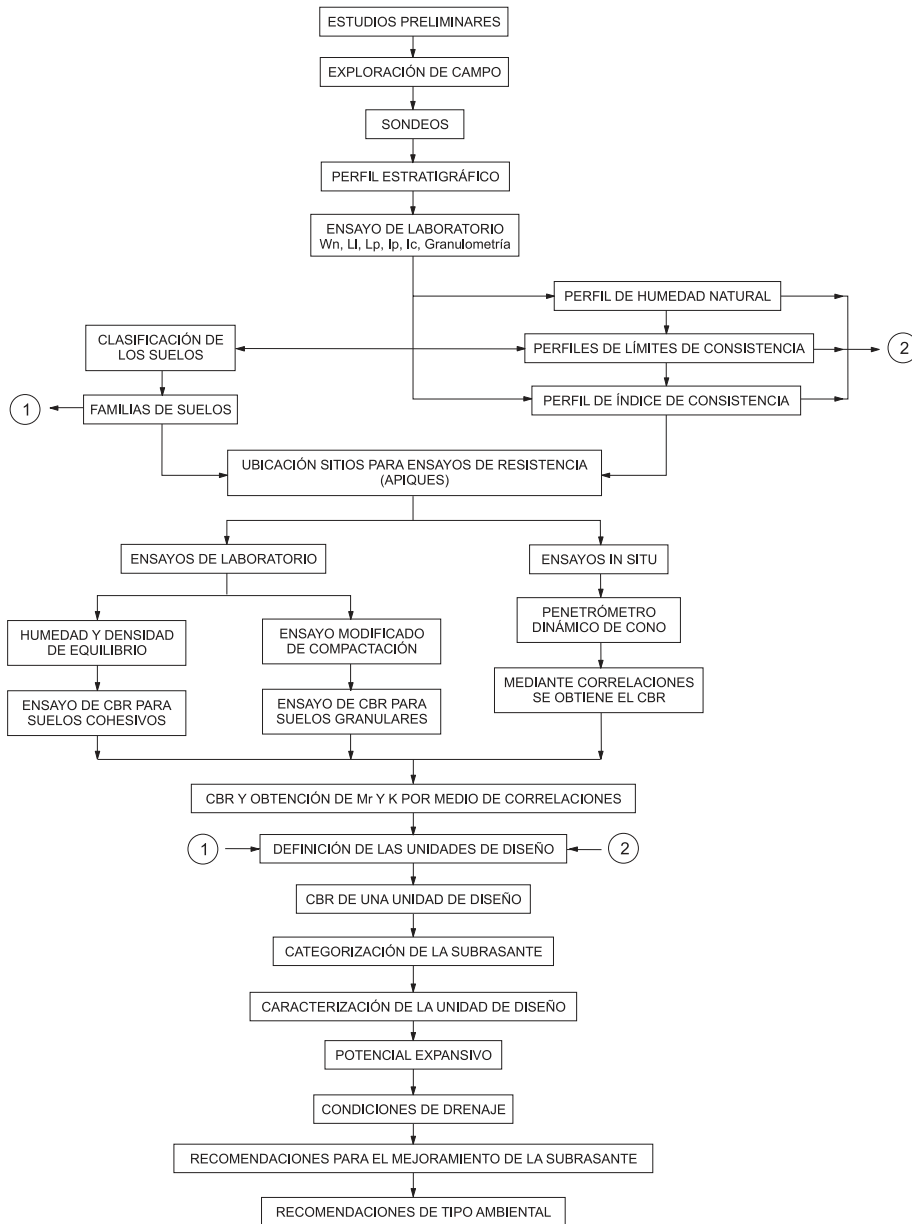 ESTUDIOS PRELIMINARES
EXPLORACIÓN DE CAMPO
SONDEOS
PERFIL ESTRATIGRÁFICO
ENSAYO DE LABORATORIO
Wn, Ll, Lp, Ip, Ic, Granulometría
PERFIL DE HUMEDAD NATURAL
CLASIFICACIÓN DE
LOS SUELOS
PERFILES DE LÍMITES DE CONSISTENCIA
2
1
FAMILIAS DE SUELOS
PERFIL DE ÍNDICE DE CONSISTENCIA
UBICACIÓN SITIOS PARA ENSAYOS DE RESISTENCIA
(APIQUES)
ENSAYOS DE LABORATORIO
ENSAYOS IN SITU
HUMEDAD Y DENSIDAD
DE EQUILIBRIO
ENSAYO MODIFICADO
DE COMPACTACIÓN
PENETRÓMETRO
DINÁMICO DE CONO
ENSAYO DE CBR PARA
SUELOS COHESIVOS
ENSAYO DE CBR PARA
SUELOS GRANULARES
MEDIANTE CORRELACIONES
SE OBTIENE EL CBR
CBR Y OBTENCIÓN DE Mr Y K POR MEDIO DE CORRELACIONES
1
DEFINICIÓN DE LAS UNIDADES DE DISEÑO
2
CBR DE UNA UNIDAD DE DISEÑO
CATEGORIZACIÓN DE LA SUBRASANTE
CARACTERIZACIÓN DE LA UNIDAD DE DISEÑO
POTENCIAL EXPANSIVO
CONDICIONES DE DRENAJE
RECOMENDACIONES PARA EL MEJORAMIENTO DE LA SUBRASANTE
RECOMENDACIONES DE TIPO AMBIENTAL